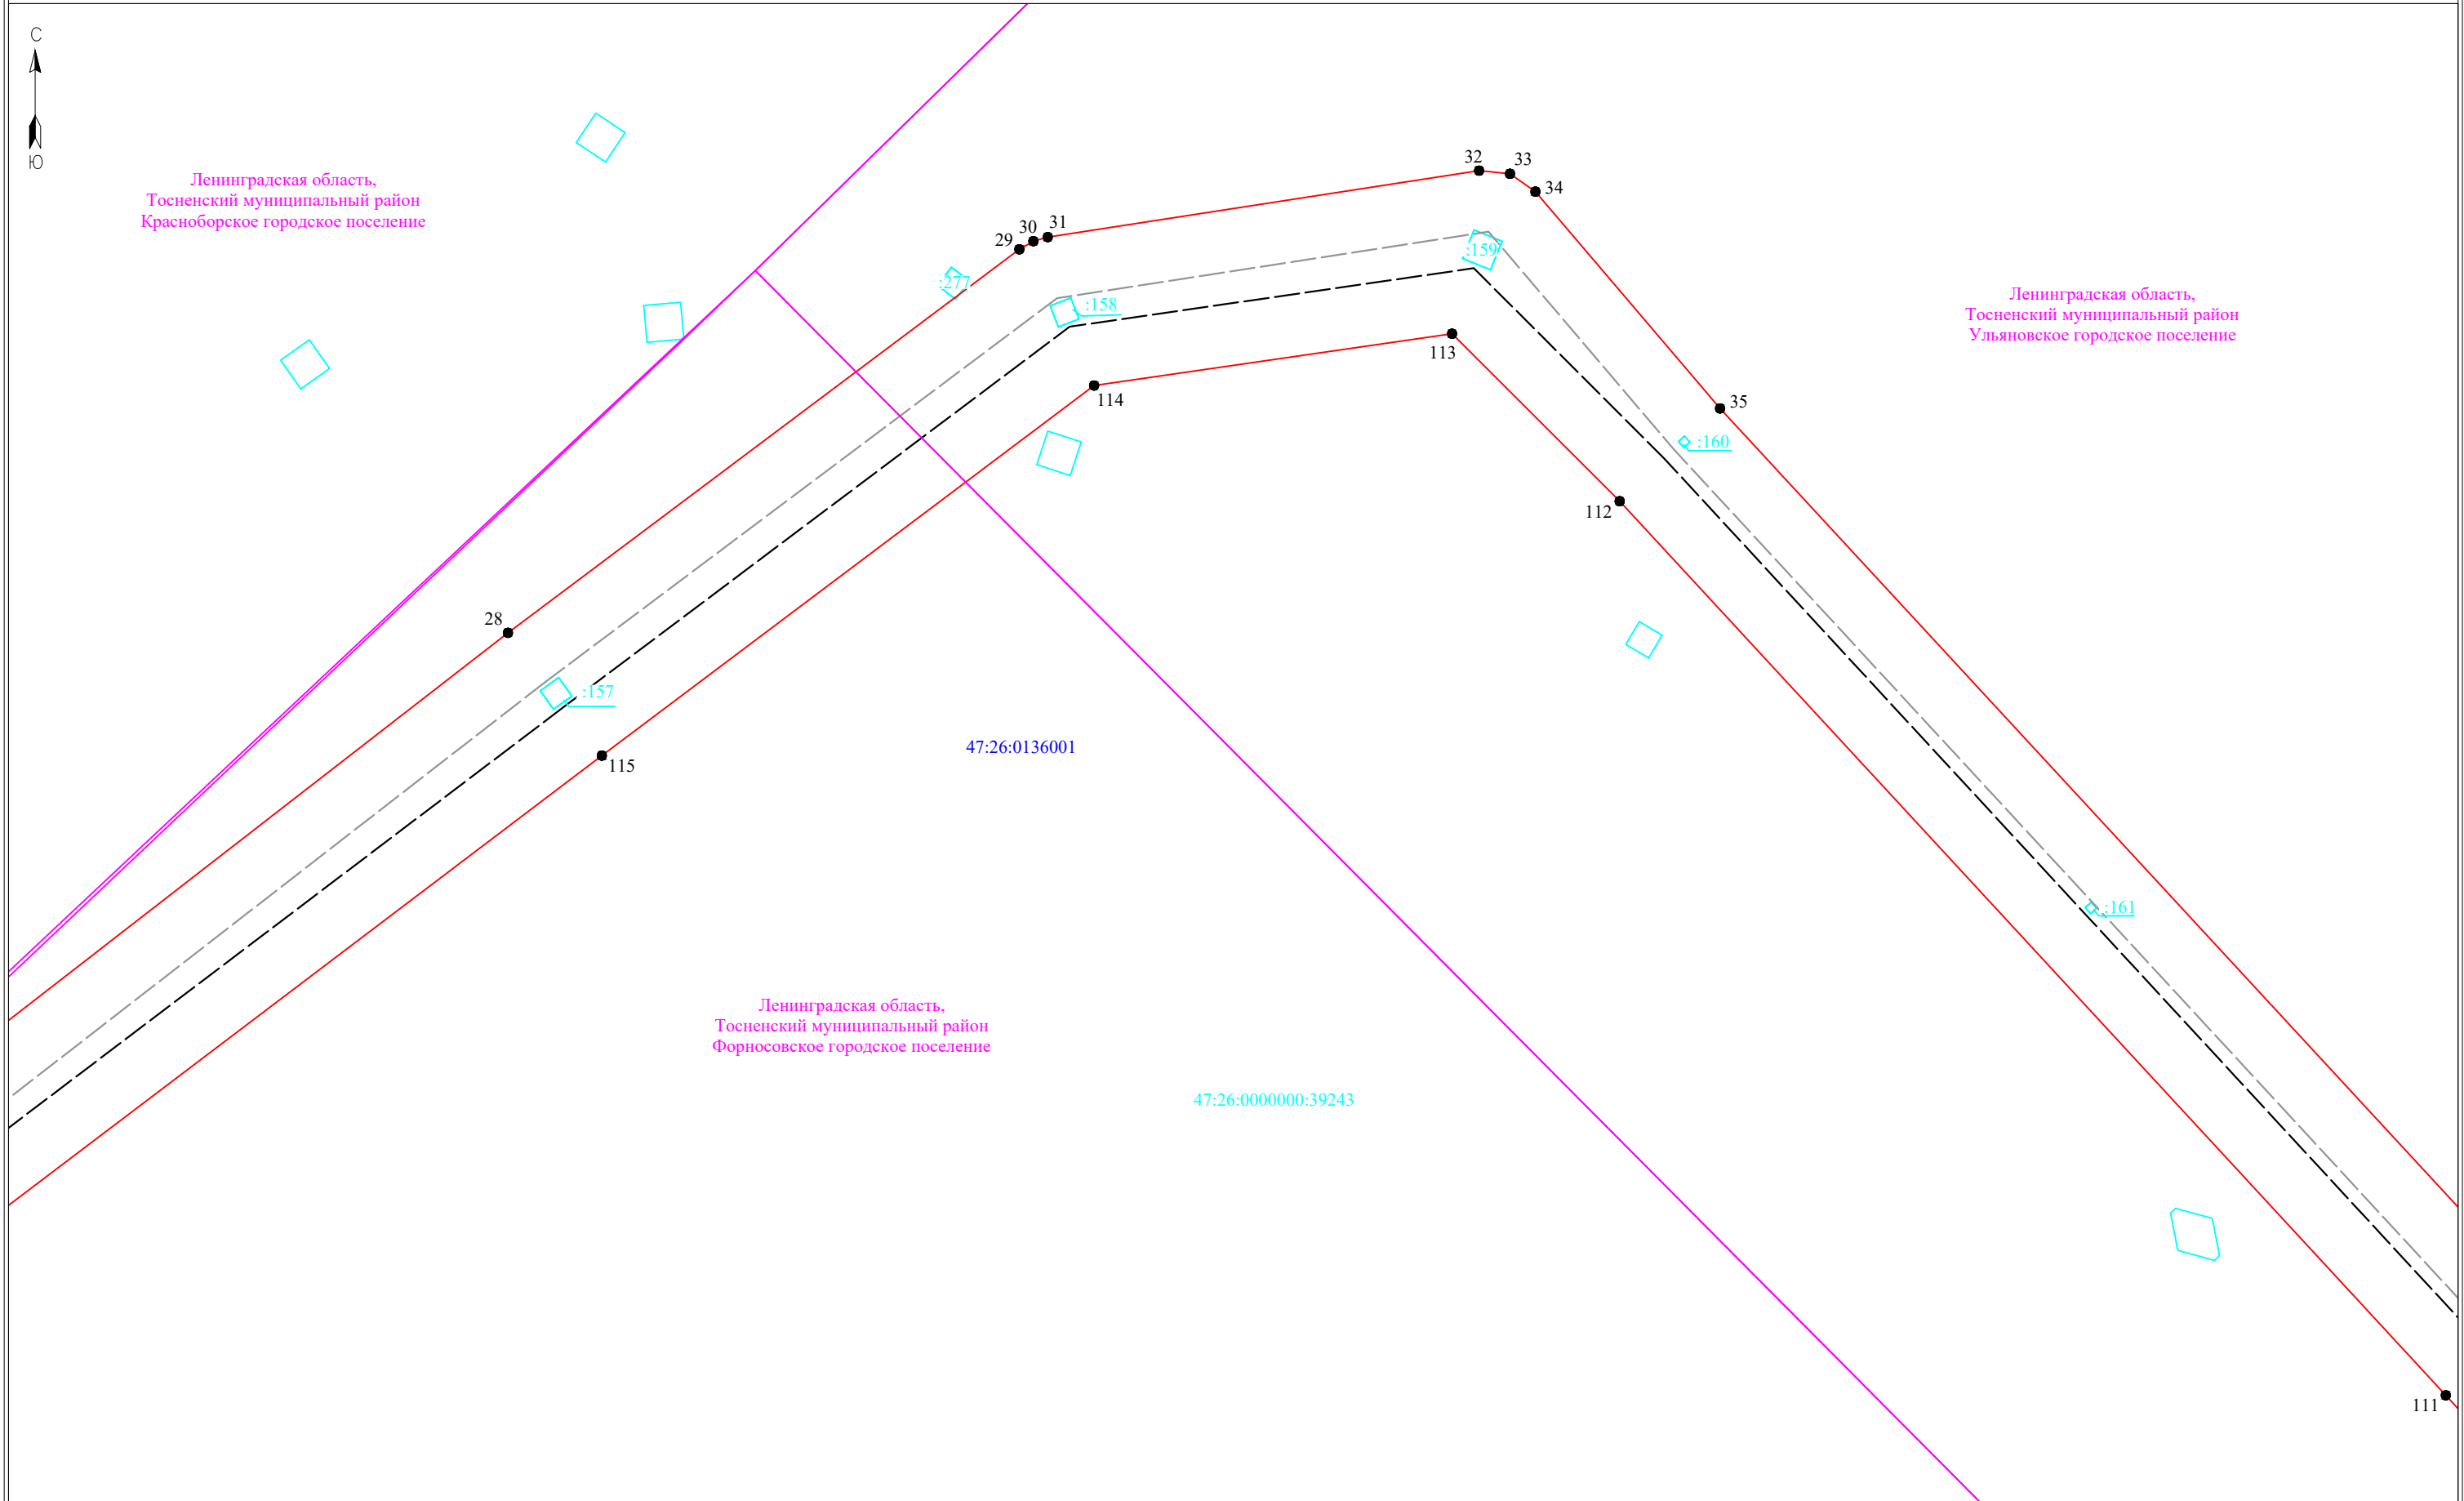 С
Ю
Ленинградская область,
Тосненский муниципальный район
Красноборское городское поселение
32
33
34
31
30
29
:277
:158
:159
Ленинградская область,
Тосненский муниципальный район
Ульяновское городское поселение
113
114
35
:160
112
28
:157
115
47:26:0136001
:161
Ленинградская область,
Тосненский муниципальный район
Форносовское городское поселение
47:26:0000000:39243
111